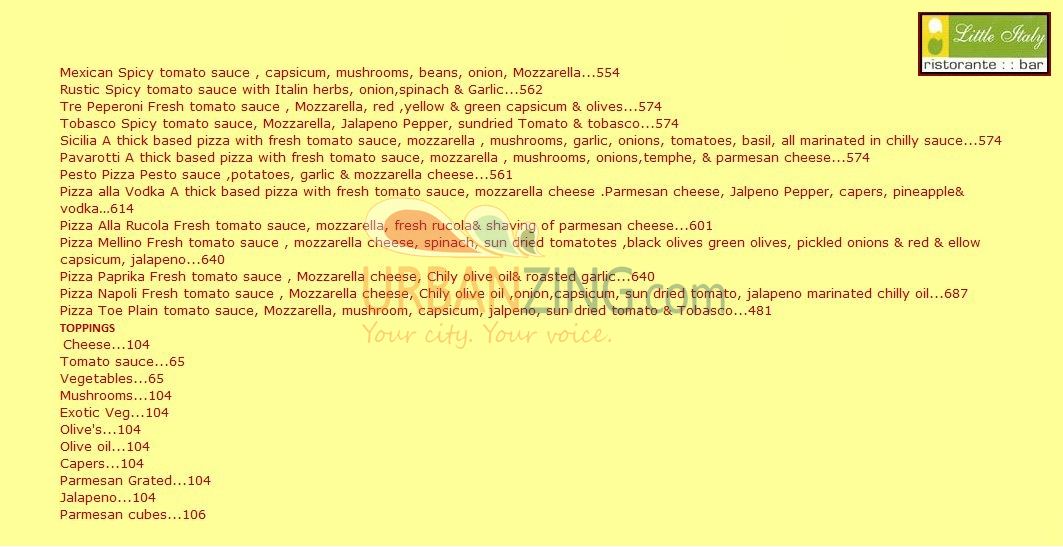 Little Italy
ristorante : : bar
Mexican Spicy tomato sauce , capsicum, mushrooms, beans, onion, Mozzarella...554
Rustic Spicy tomato sauce with Italin herbs, onion,spinach & Garlic...562
Tre Peperoni Fresh tomato sauce , Mozzarella, red ,yellow & green capsicum & olives...574
Tobasco Spicy tomato sauce, Mozzarella, Jalapeno Pepper, sundried Tomato & tobasco...574
Sicilia A thick based pizza with fresh tomato sauce, mozzarella , mushrooms, garlic, onions, tomatoes, basil, all marinated in chilly sauce...574
Pavarotti A thick based pizza with fresh tomato sauce, mozzarella , mushrooms, onions,temphe, & parmesan cheese...574
Pesto Pizza Pesto sauce ,potatoes, garlic & mozzarella cheese...561
Pizza alla Vodka A thick based pizza with fresh tomato sauce, mozzarella cheese .Parmesan cheese, Jalpeno Pepper, capers, pineapple&
vodka...614
Pizza Alla Rucola Fresh tomato sauce, mozzarella, fresh rucola& shaving of parmesan cheese...601
Pizza Mellino Fresh tomato sauce , mozzarella cheese, spinach, sun dried tomatotes ,black olives green olives, pickled onions & red & ellow
capsicum, jalapeno...640
Pizza Paprika Fresh tomato sauce , Mozzarella cheese, Chily olive oil& roasted garlic...640
Pizza Napoli Fresh tomato sauce , Mozzarella cheese, Chily olive oil ,onion,capsicum, sun dried tomato, jalapeno marinated chilly oil...687
Pizza Toe Plain tomato sauce, Mozzarella, mushroom, capsicum, jalpeno, sun dried tomato & Tobasco...481
URBANZING.com
Your city. Your voice.
TOPPINGS
Cheese...104
Tomato sauce...65
Vegetables...65
Mushrooms...104
Exotic Veg...104
Olive's...104
Olive oil...104
Capers...104
Parmesan Grated...104
Jalapeno...104
Parmesan cubes...106